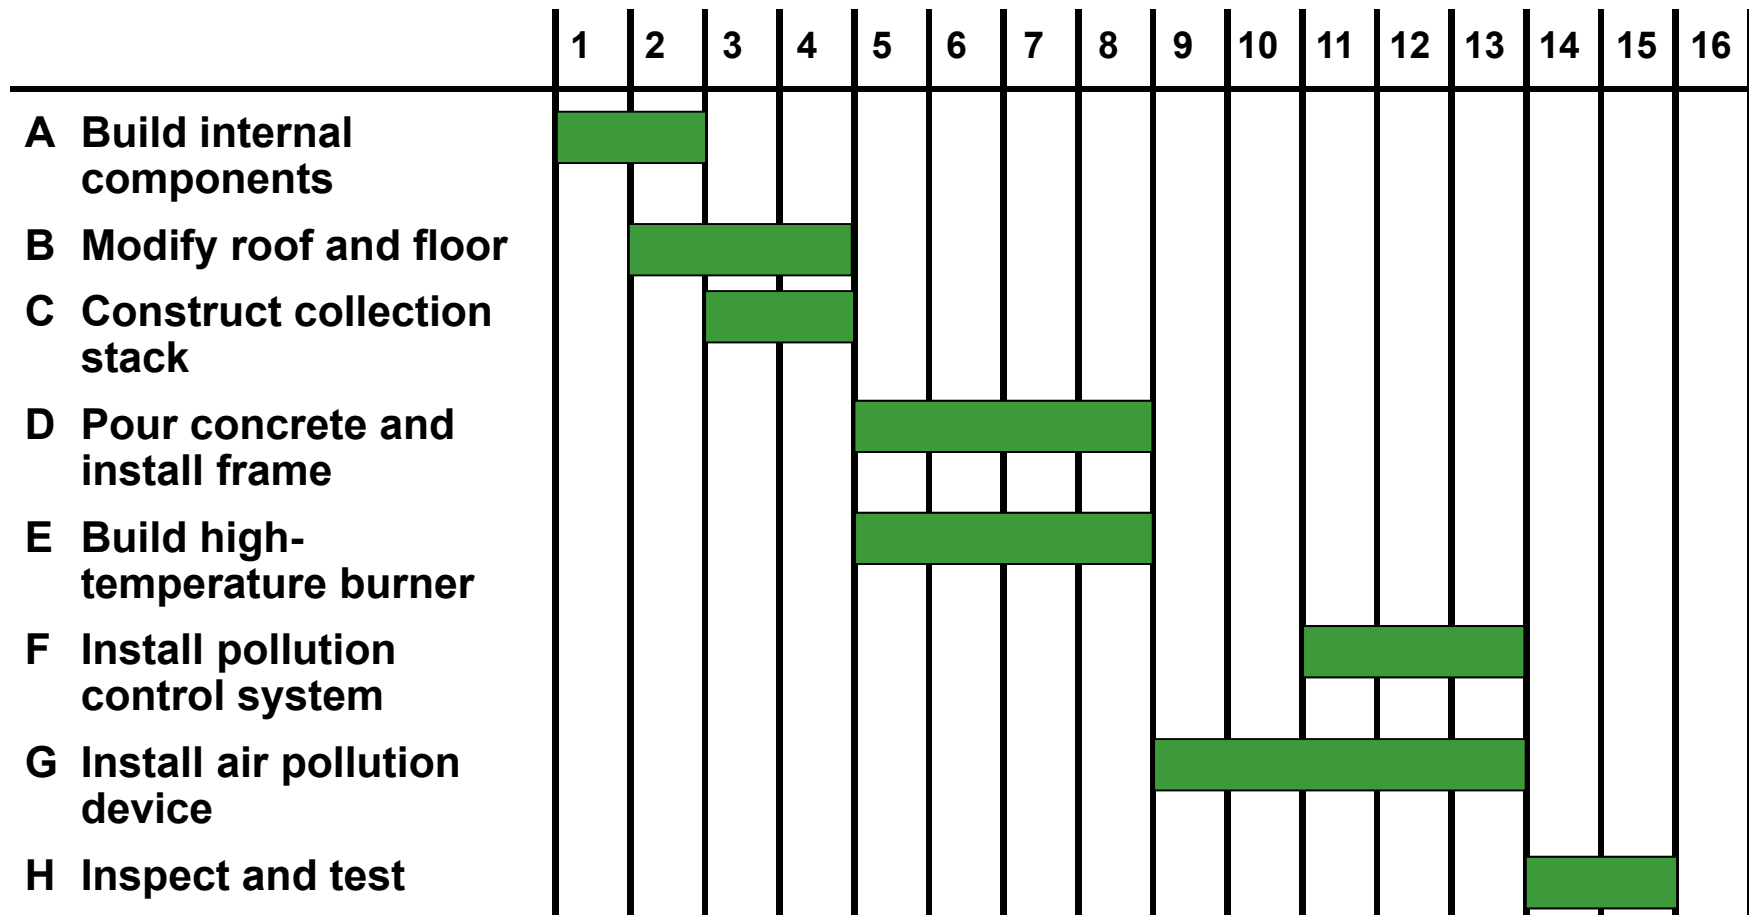 1 2 3 4 5 6 7 8 9 10 11 12 13 14 15 16
A Build internal
components
B Modify roof and floor
C Construct collection
stack
D Pour concrete and
install frame
E Build high-
temperature burner
F Install pollution
control system
G Install air pollution
device
H Inspect and test